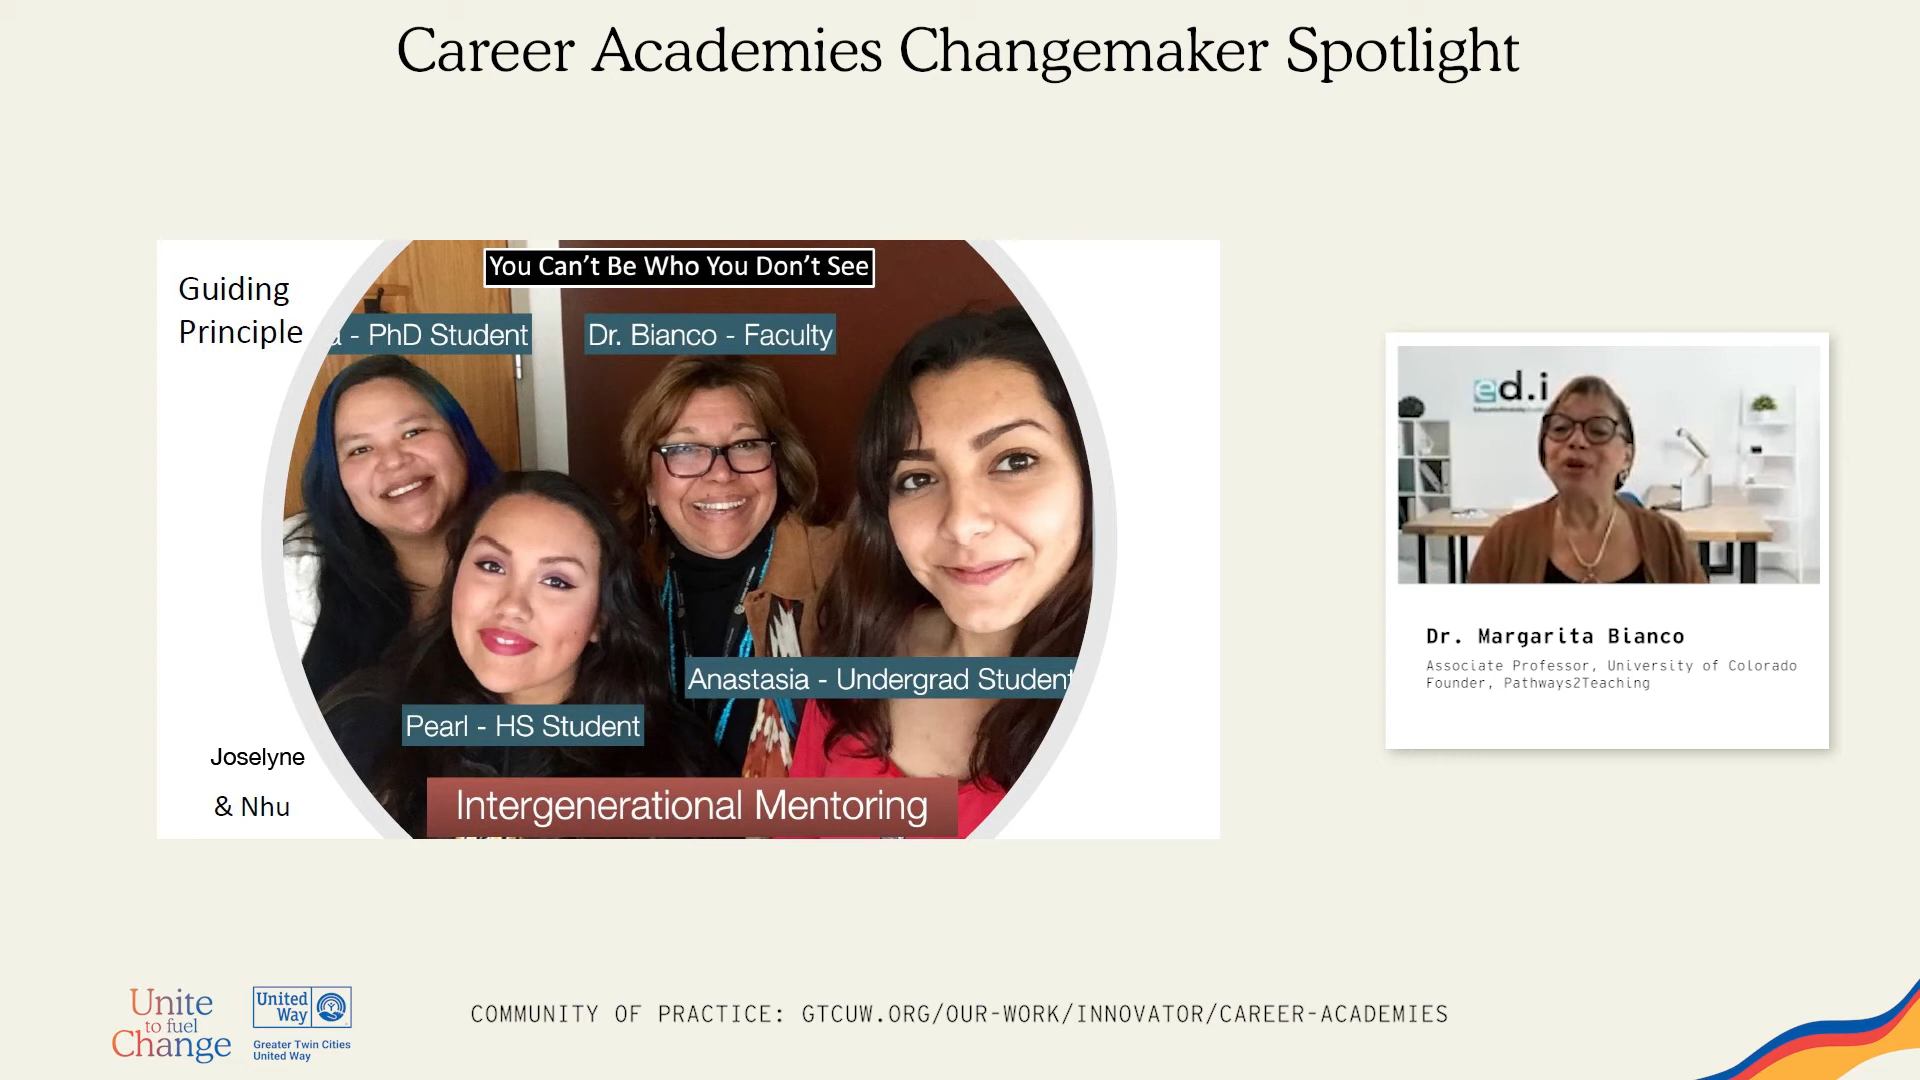 Career Academies Changemaker Spotlight
Guiding
Principle
You Can't Be Who You Don't See
a - PhD Student
Dr. Bianco - Faculty
Anastasia - Undergrad Student
Pearl - HS Student
Joselyne
& Nhu
Intergenerational Mentoring
ed.i
Dr. Margarita Bianco
Associate Professor, University of Colorado
Founder, Pathways2Teaching
Unite
to fuel
Change
United
Way
Greater Twin Cities
United Way
COMMUNITY OF PRACTICE: GTCUW.ORG/OUR-WORK/INNOVATOR/CAREER-ACADEMIES